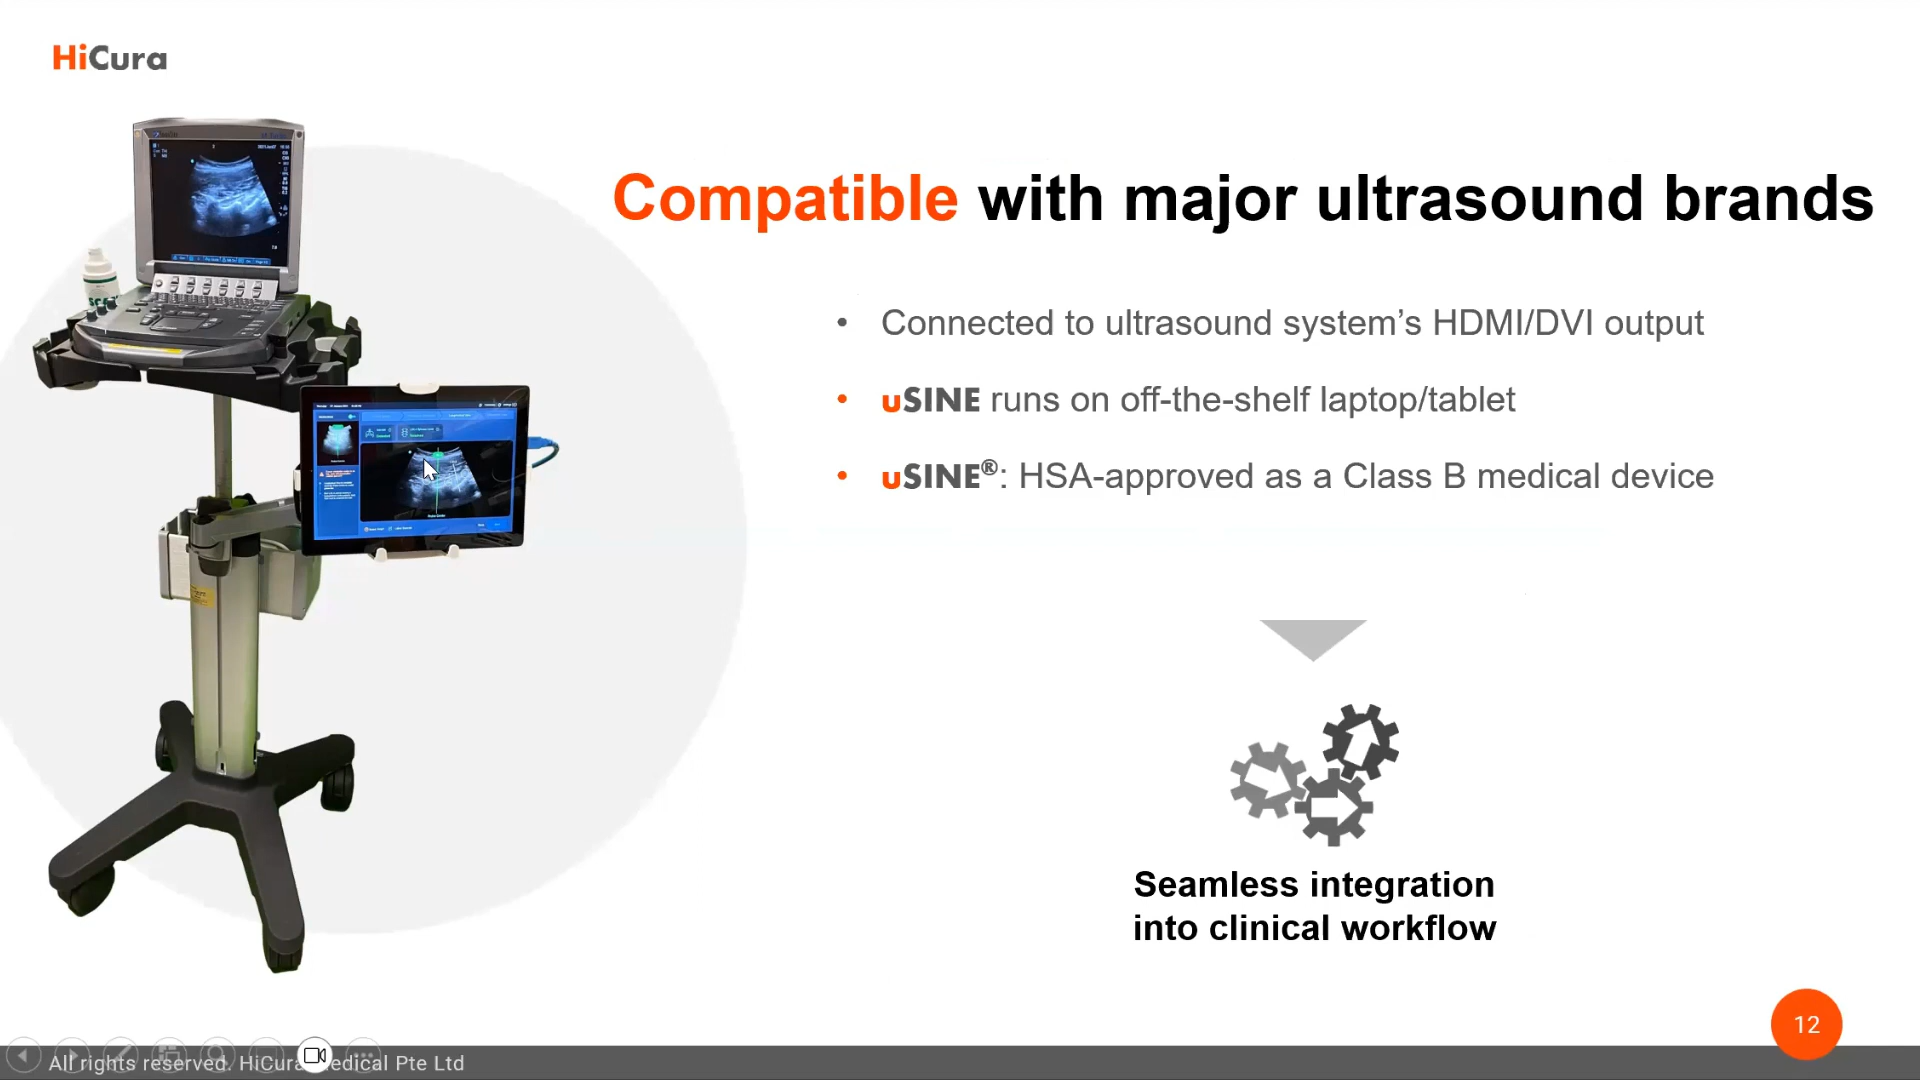 HiCura
Compatible with major ultrasound brands
• Connected to ultrasound system’s HDMI/DVI output
• uSINE runs on off-the-shelf laptop/tablet
• uSINE®: HSA-approved as a Class B medical device
Seamless integration
into clinical workflow
12
All rights reserved. HiCura Medical Pte Ltd